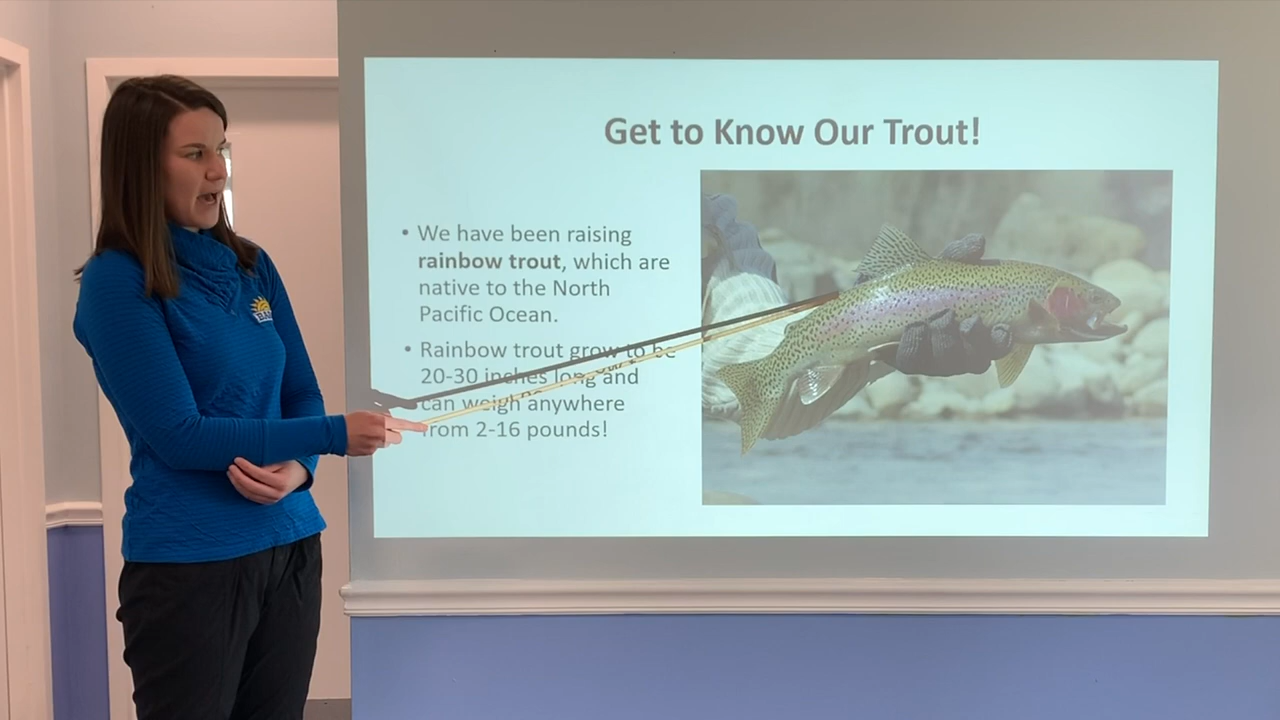 Get to Know Our Trout!
• We have been raising
rainbow trout, which are
native to the North
Pacific Ocean.
• Rainbow trout grow to be
20-30 inches long and
can weigh anywhere
from 2-16 pounds!